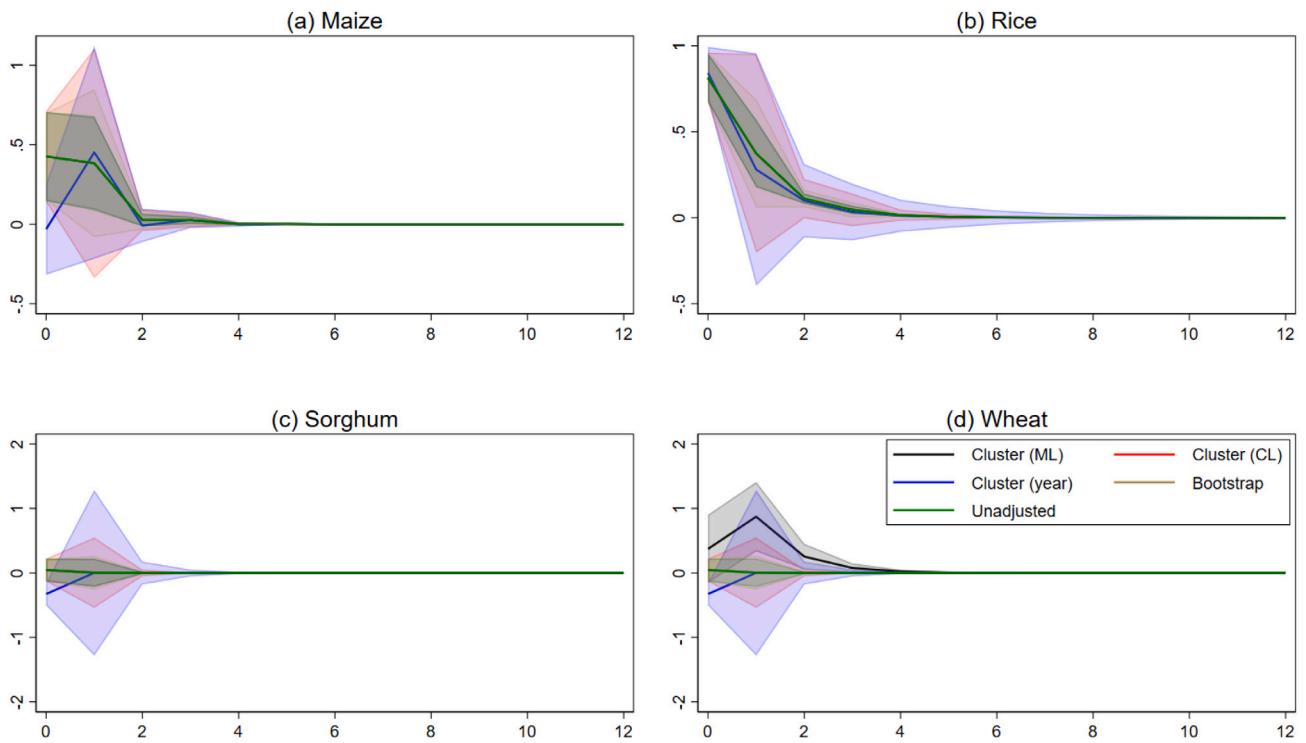 (a) Maize
1
.5
0
-.5
0 2 4 6 8 10 12
(b) Rice
1
.5
0
-.5
0 2 4 6 8 10 12
(c) Sorghum
2
1
0
-1
-2
0 2 4 6 8 10 12
(d) Wheat
2
1
0
-1
-2
0 2 4 6 8 10 12
Cluster (ML) Cluster (CL)
Cluster (year) Bootstrap
Unadjusted